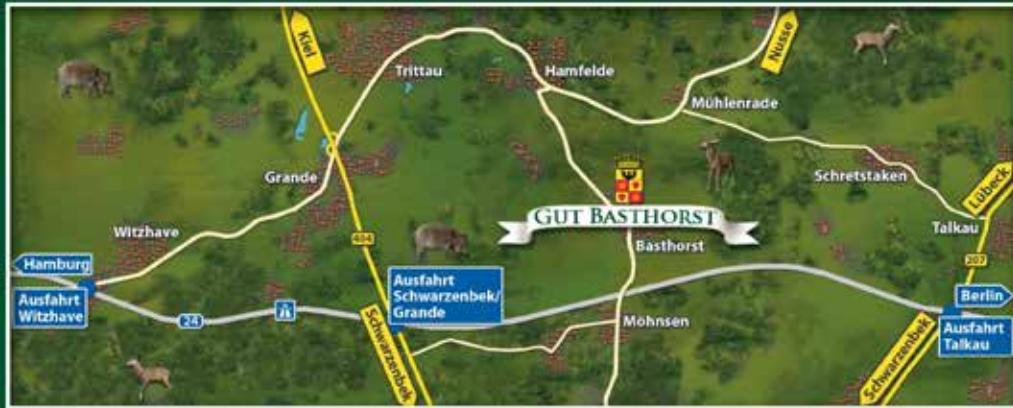 Kiel
Nusse
Trittau
Hamfelde
Mühlenrade
Grande
Schretstaken
Lübeck
GUT BASTHORST
Witzhave
Talkau
404
Basthorst
207
Hamburg
Ausfahrt
Witzhave
Ausfahrt
Schwarzenbek/
Grande
Berlin
24
Schwarzenbek
Möhnsen
Schwarzenbek
Ausfahrt
Talkau